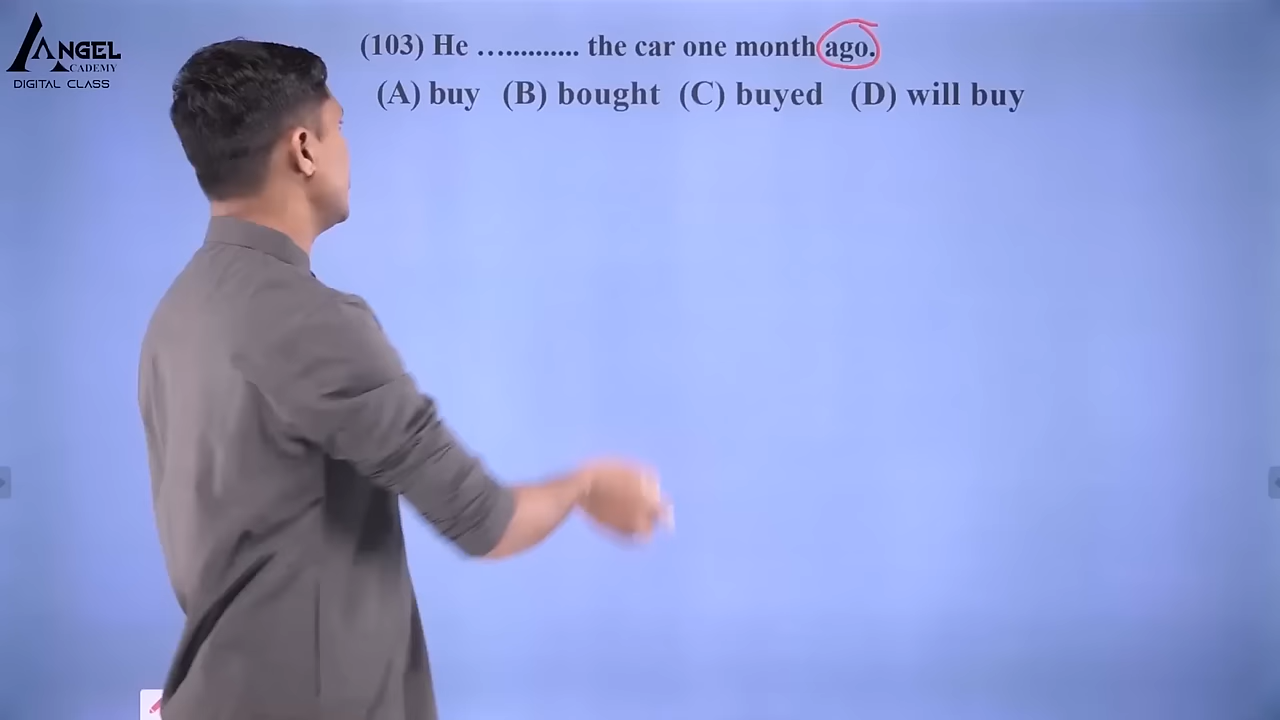 ANGEL
ACADEMY
DIGITAL CLASS
(103) He ….......... the car one month ago.
(A) buy (B) bought (C) buyed (D) will buy